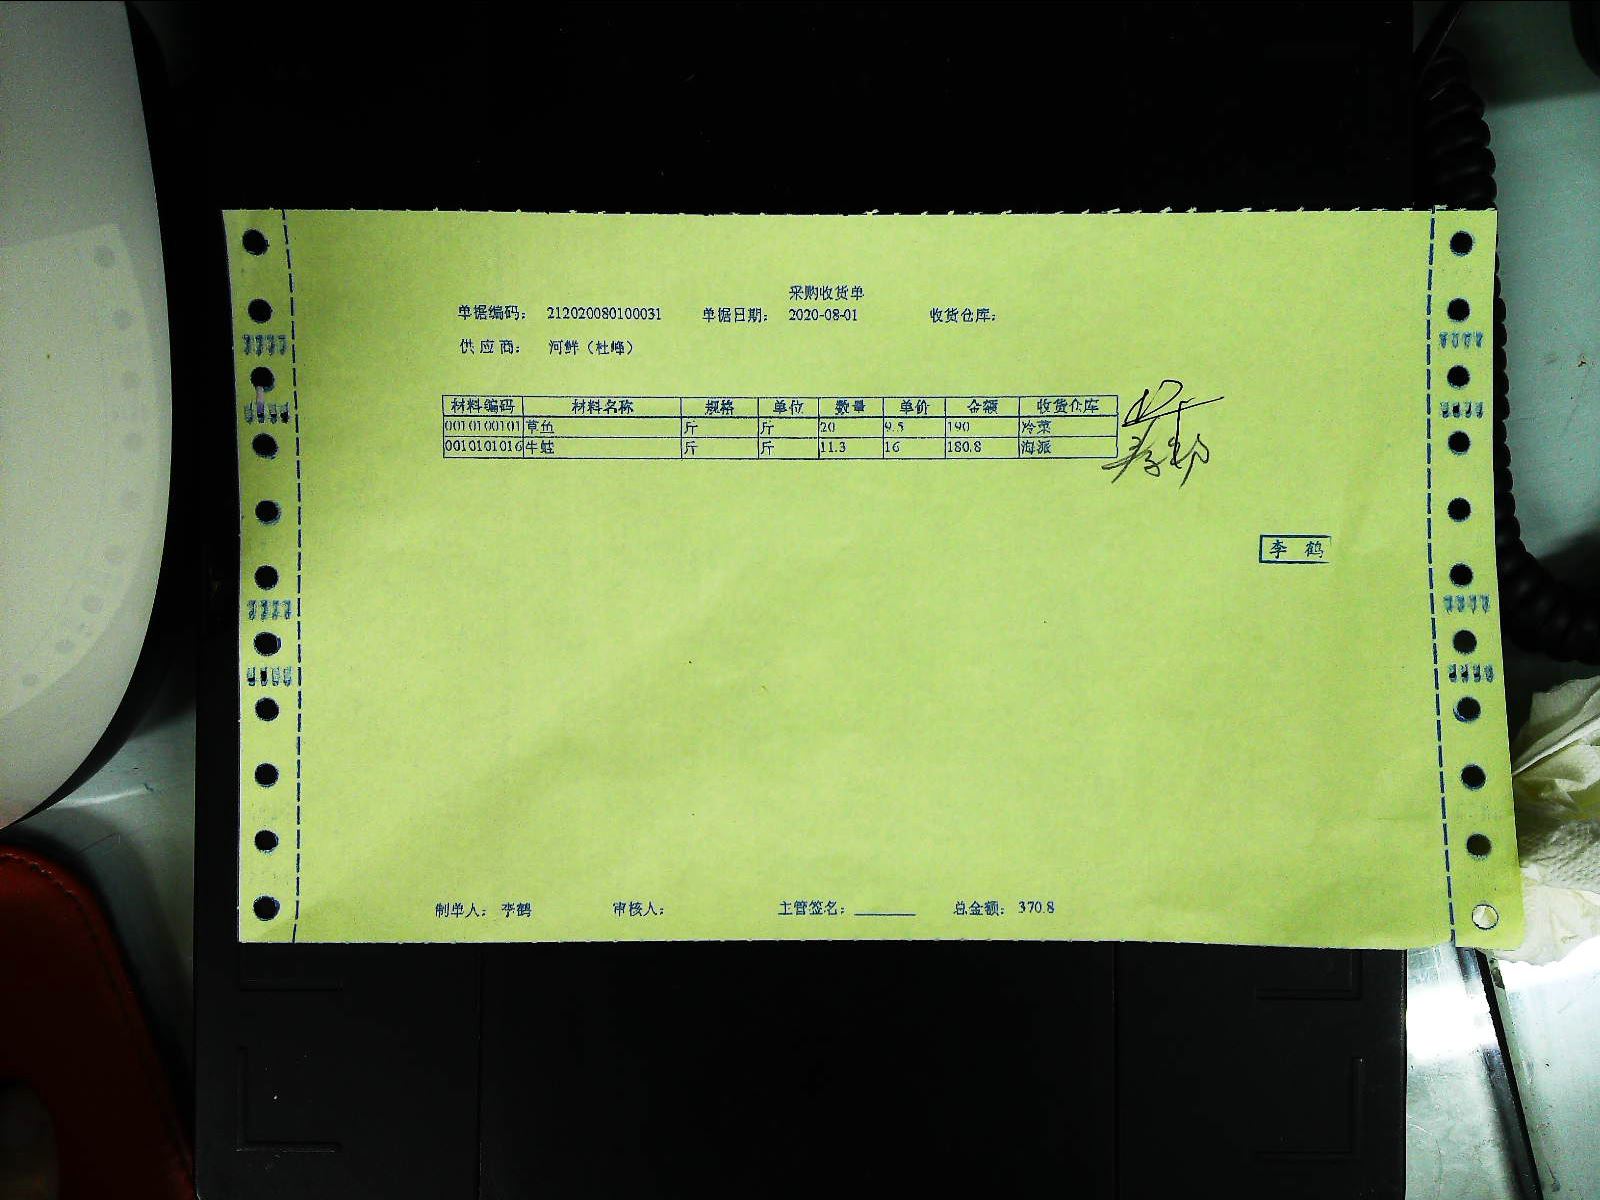 采购收货单
单据编码： 212020080100031 单据日期： 2020-08-01 收货仓库：
供应商： 河鲜（杜峰）
材料编码 材料名称 规格 单位 数量 单价 金额 收货仓库
0010100101 草鱼 斤 斤 20 9.5 190 冷菜
0010101016 牛蛙 斤 斤 11.3 16 180.8 海派
李 鹤
制单人： 李鹤 审核人： 主管签名： 总金额： 370.8